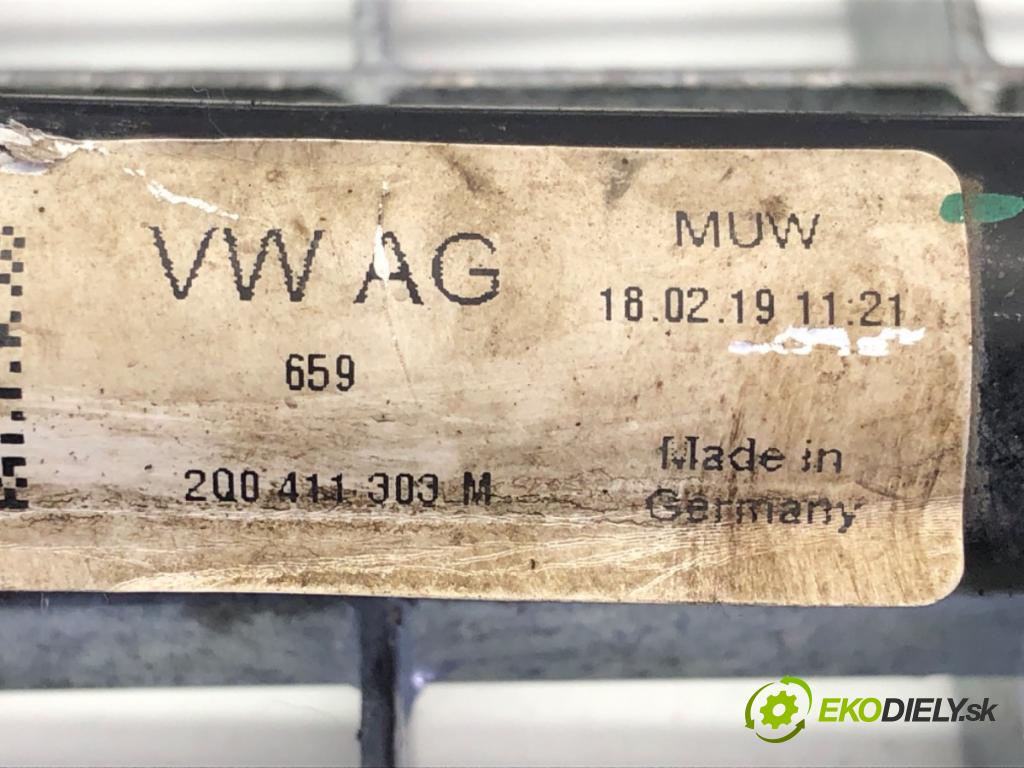 VW AG
659
2Q0 411 303 M
MUW
18.02.19 11:21
Made in
Germany
EKODIELY.sk